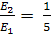 E₂/E₁ = 1/5